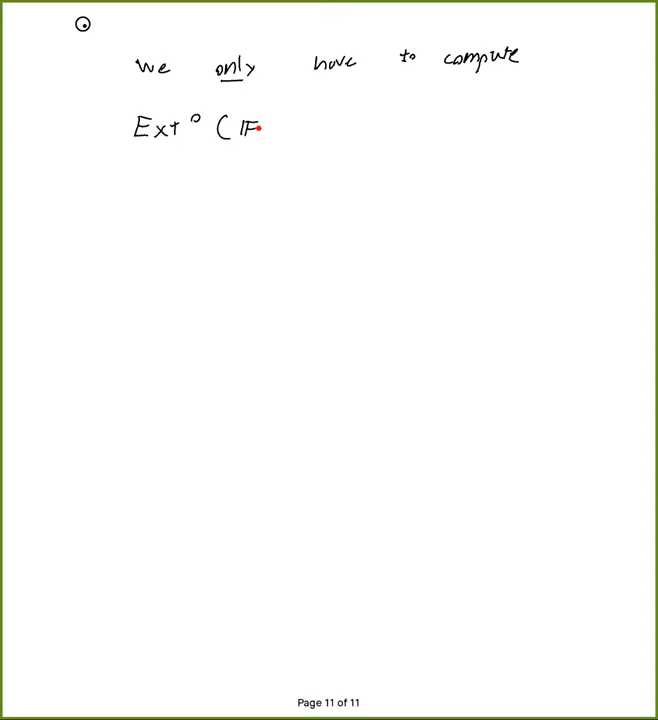 We only have to compute
Ext⁰ (𝔽
Page 11 of 11